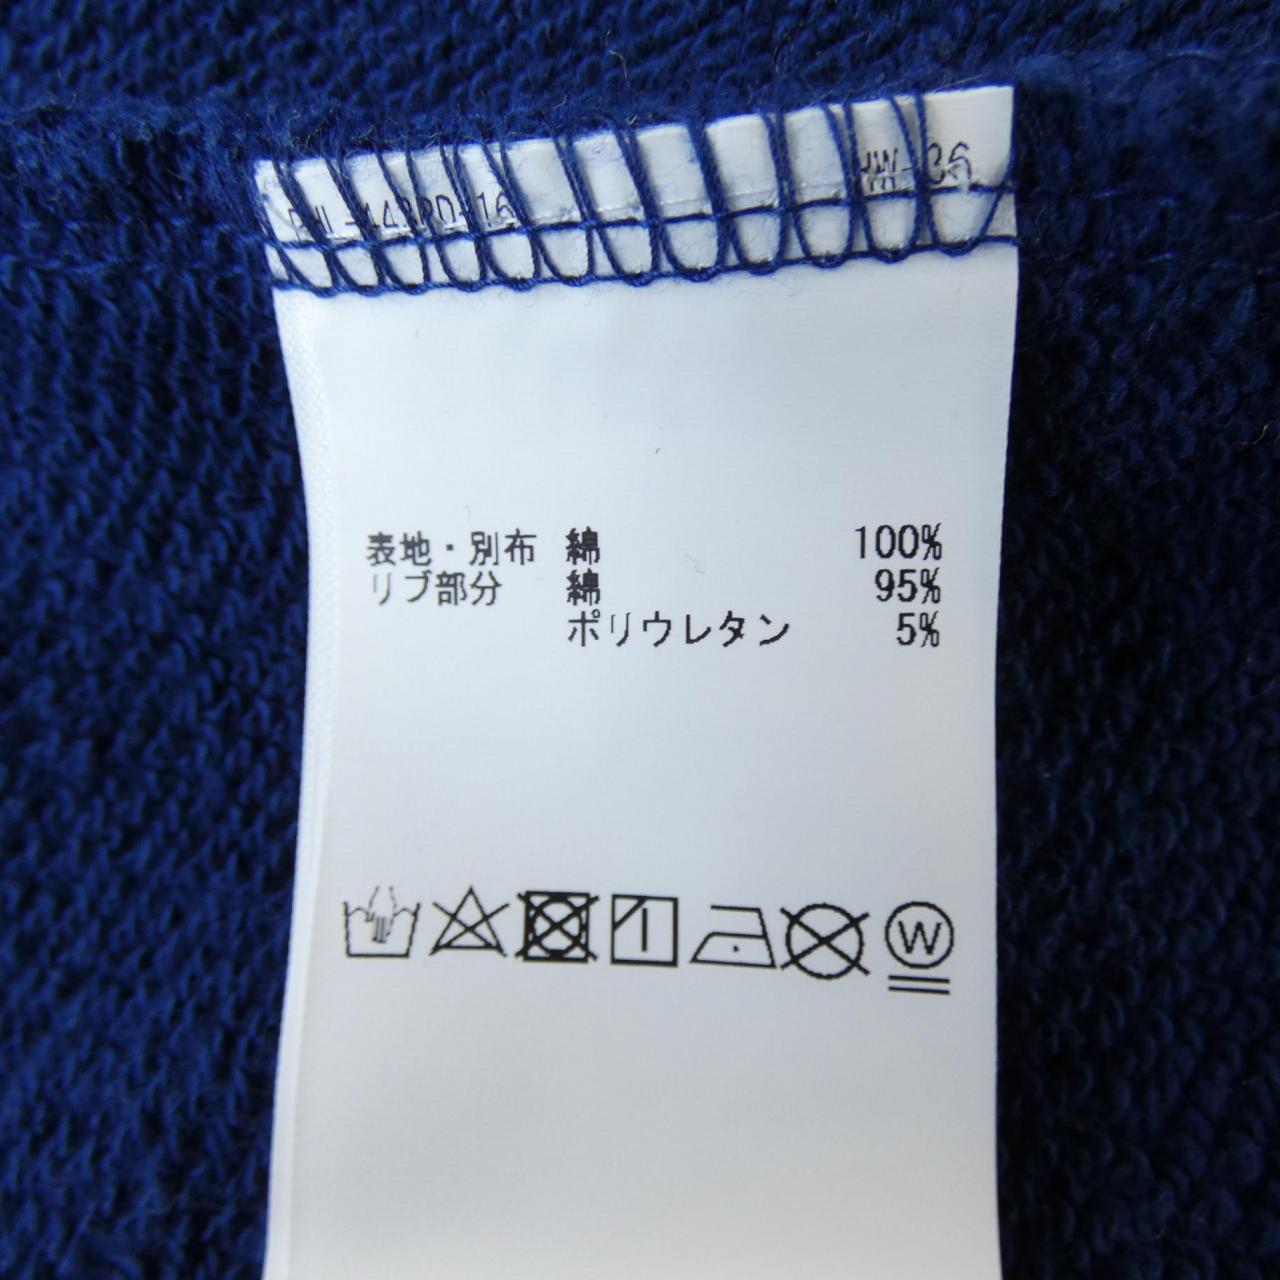 表地・別布 綿 100%
リブ部分 綿 95%
ポリウレタン 5%
W